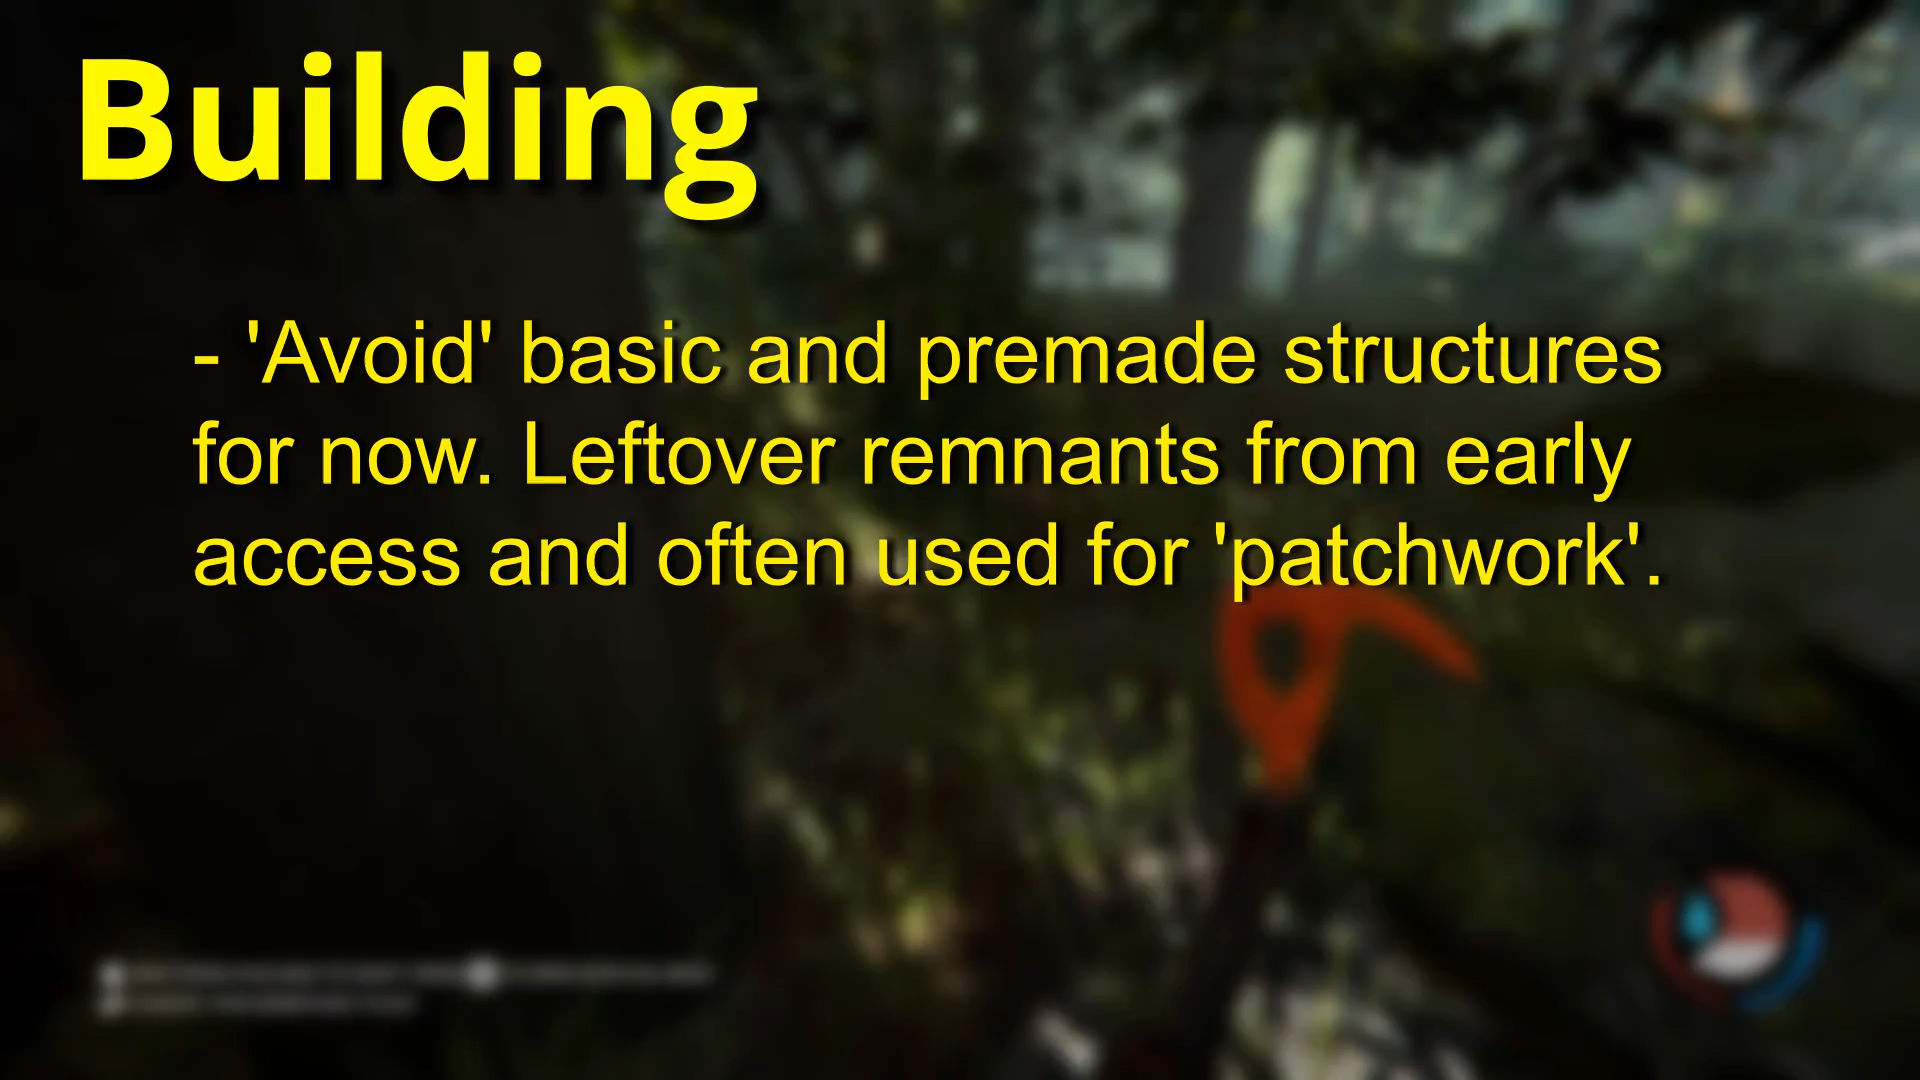 Building
- 'Avoid' basic and premade structures
for now. Leftover remnants from early
access and often used for 'patchwork'.